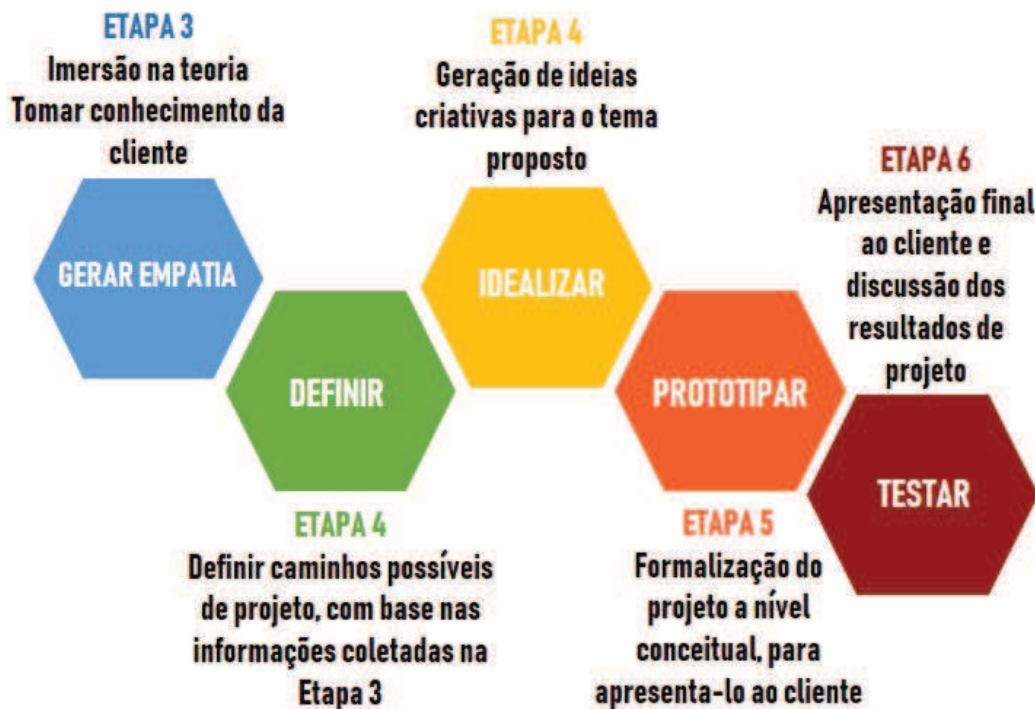 ETAPA 3
Imersão na teoria
Tomar conhecimento da
cliente
GERAR EMPATIA
ETAPA 4
Definir caminhos possíveis
de projeto, com base nas
informações coletadas na
Etapa 3
DEFINIR
ETAPA 4
Geração de ideias
criativas para o tema
proposto
IDEALIZAR
ETAPA 5
Formalização do
projeto a nível
conceitual, para
apresenta-lo ao cliente
PROTOTIPAR
ETAPA 6
Apresentação final
ao cliente e
discussão dos
resultados de
projeto
TESTAR